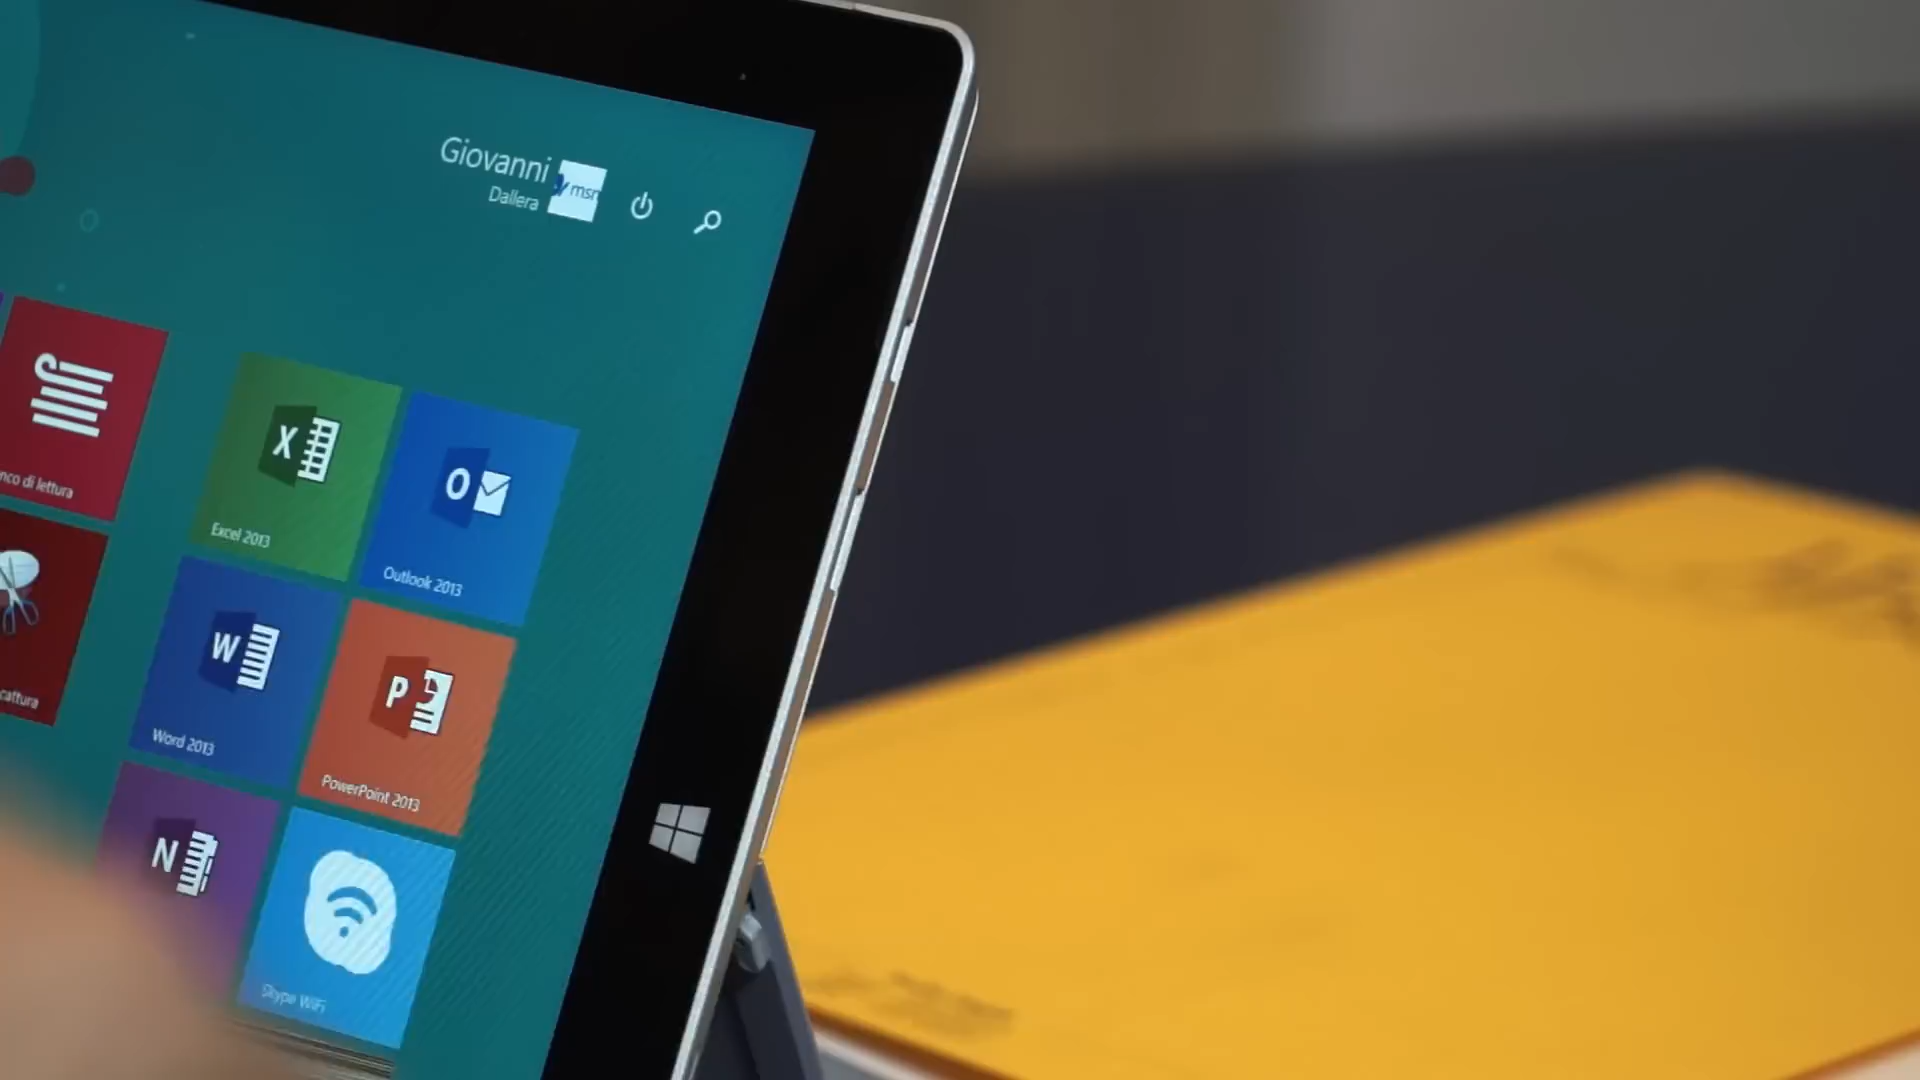 Giovanni
Dallera
msn
nco di lettura
X
Excel 2013
O
Outlook 2013
cattura
W
Word 2013
P
PowerPoint 2013
N
Skype WiFi